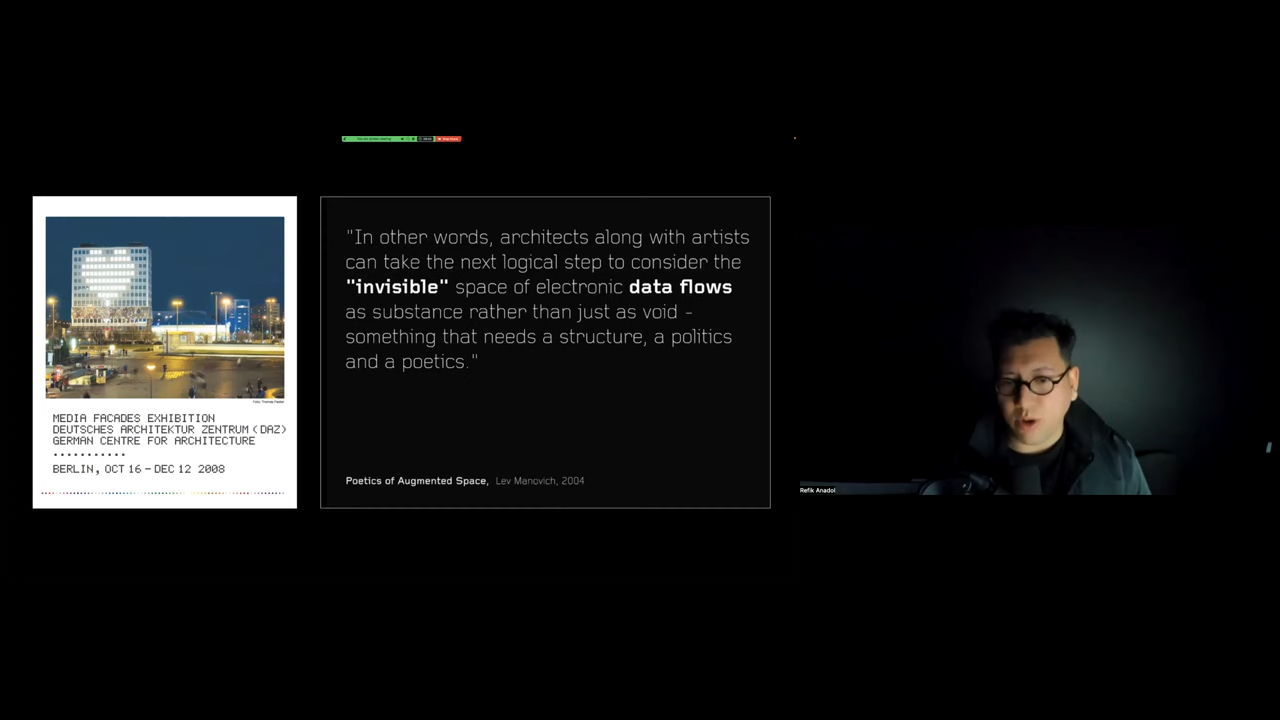 MEDIA FACADES EXHIBITION
DEUTSCHES ARCHITEKTUR ZENTRUM (DAZ)
GERMAN CENTRE FOR ARCHITECTURE
BERLIN, OCT 16 – DEC 12 2008
"In other words, architects along with artists
can take the next logical step to consider the
"invisible" space of electronic data flows
as substance rather than just as void -
something that needs a structure, a politics
and a poetics."
Poetics of Augmented Space, Lev Manovich, 2004
Refik Anadol